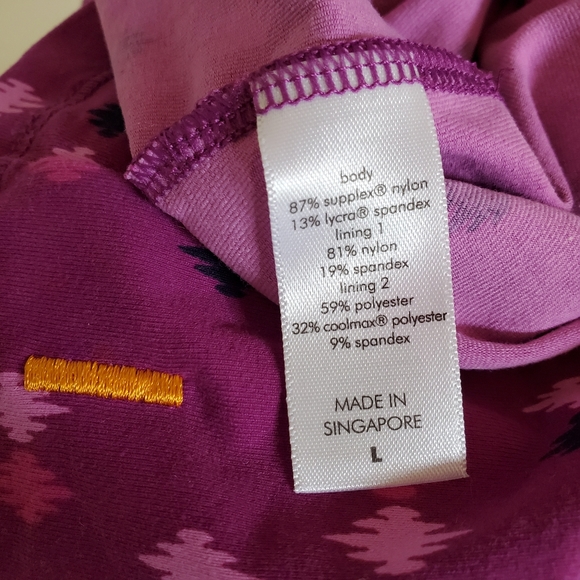 body
87% supplex® nylon
13% lycra® spandex
lining 1
81% nylon
19% spandex
lining 2
59% polyester
32% coolmax® polyester
9% spandex
MADE IN
SINGAPORE
L